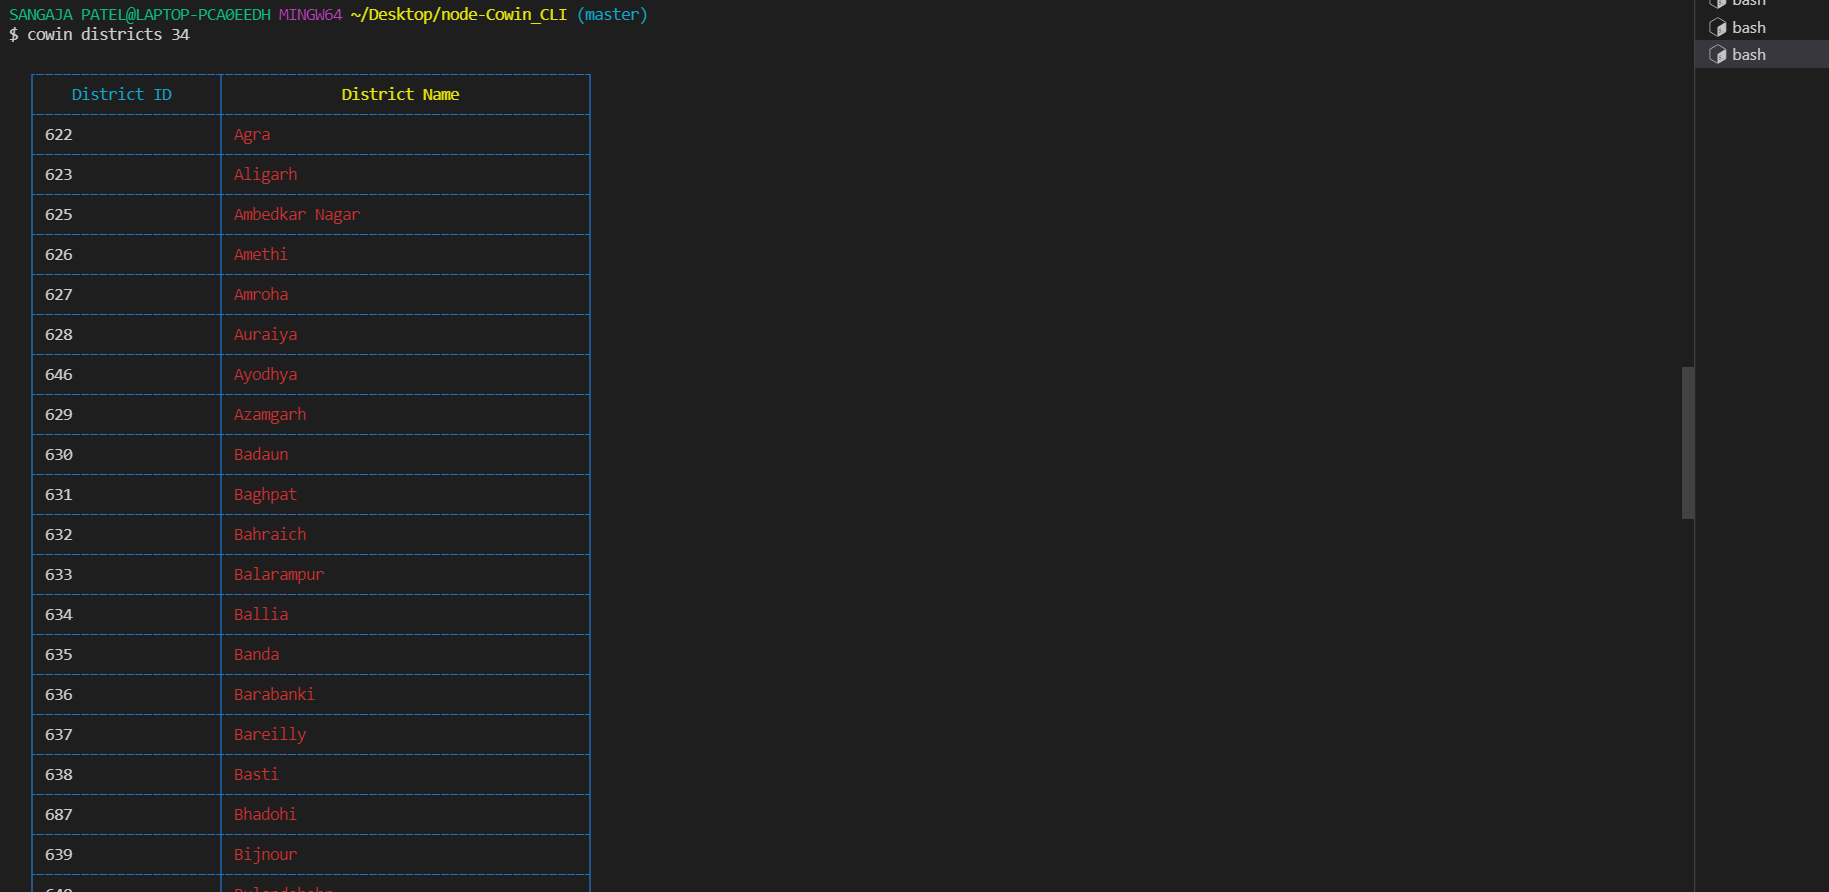 SANGAJA PATEL@LAPTOP-PCA0EEDH MINGW64 ~/Desktop/node-Cowin_CLI (master)
$ cowin districts 34
District ID District Name
622 Agra
623 Aligarh
625 Ambedkar Nagar
626 Amethi
627 Amroha
628 Auraiya
646 Ayodhya
629 Azamgarh
630 Badaun
631 Baghpat
632 Bahraich
633 Balarampur
634 Ballia
635 Banda
636 Barabanki
637 Bareilly
638 Basti
687 Bhadohi
639 Bijnour
bash
bash
bash